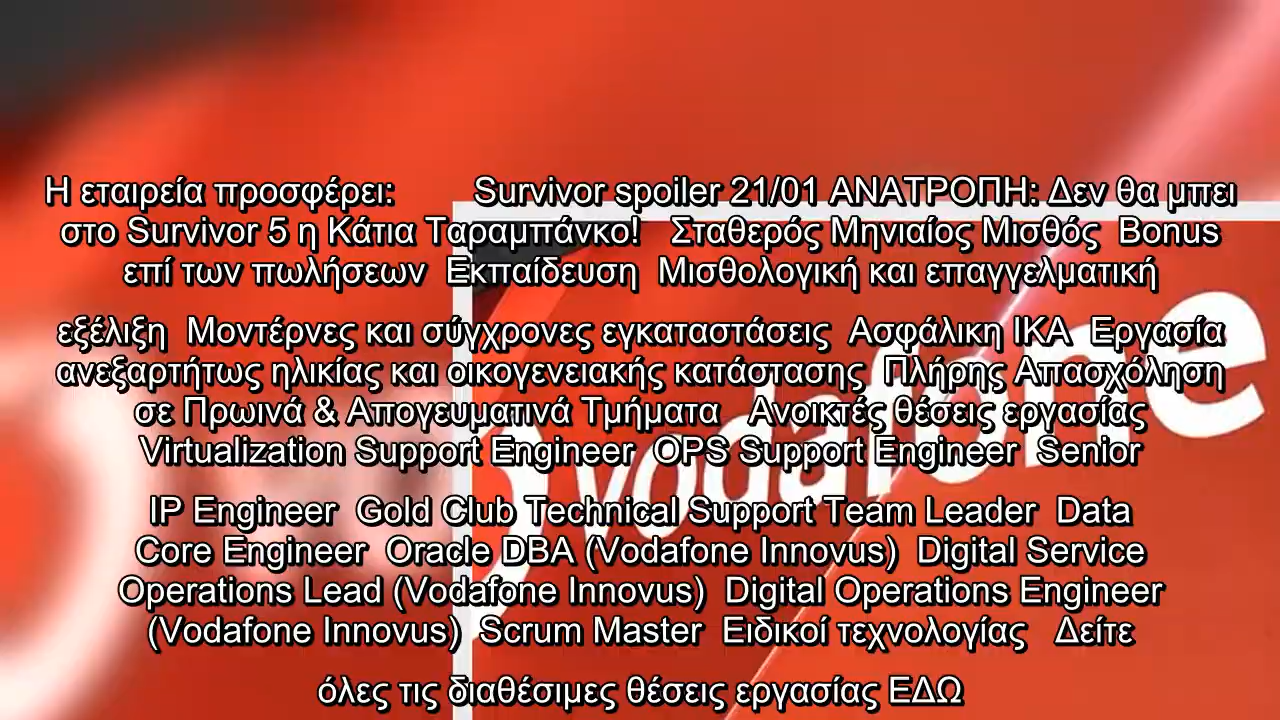 Η εταιρεία προσφέρει: Survivor spoiler 21/01 ΑΝΑΤΡΟΠΗ: Δεν θα μπει
στο Survivor 5 η Κάτια Ταραμπάνκο! Σταθερός Μηνιαίος Μισθός Bonus
επί των πωλήσεων Εκπαίδευση Μισθολογική και επαγγελματική
εξέλιξη Μοντέρνες και σύγχρονες εγκαταστάσεις Ασφάλικη ΙΚΑ Εργασία
ανεξαρτήτως ηλικίας και οικογενειακής κατάστασης Πλήρης Απασχόληση
σε Πρωινά & Απογευματινά Τμήματα Ανοικτές θέσεις εργασίας
Virtualization Support Engineer OPS Support Engineer Senior
IP Engineer Gold Club Technical Support Team Leader Data
Core Engineer Oracle DBA (Vodafone Innovus) Digital Service
Operations Lead (Vodafone Innovus) Digital Operations Engineer
(Vodafone Innovus) Scrum Master Ειδικοί τεχνολογίας Δείτε
όλες τις διαθέσιμες θέσεις εργασίας ΕΔΩ
vodafone